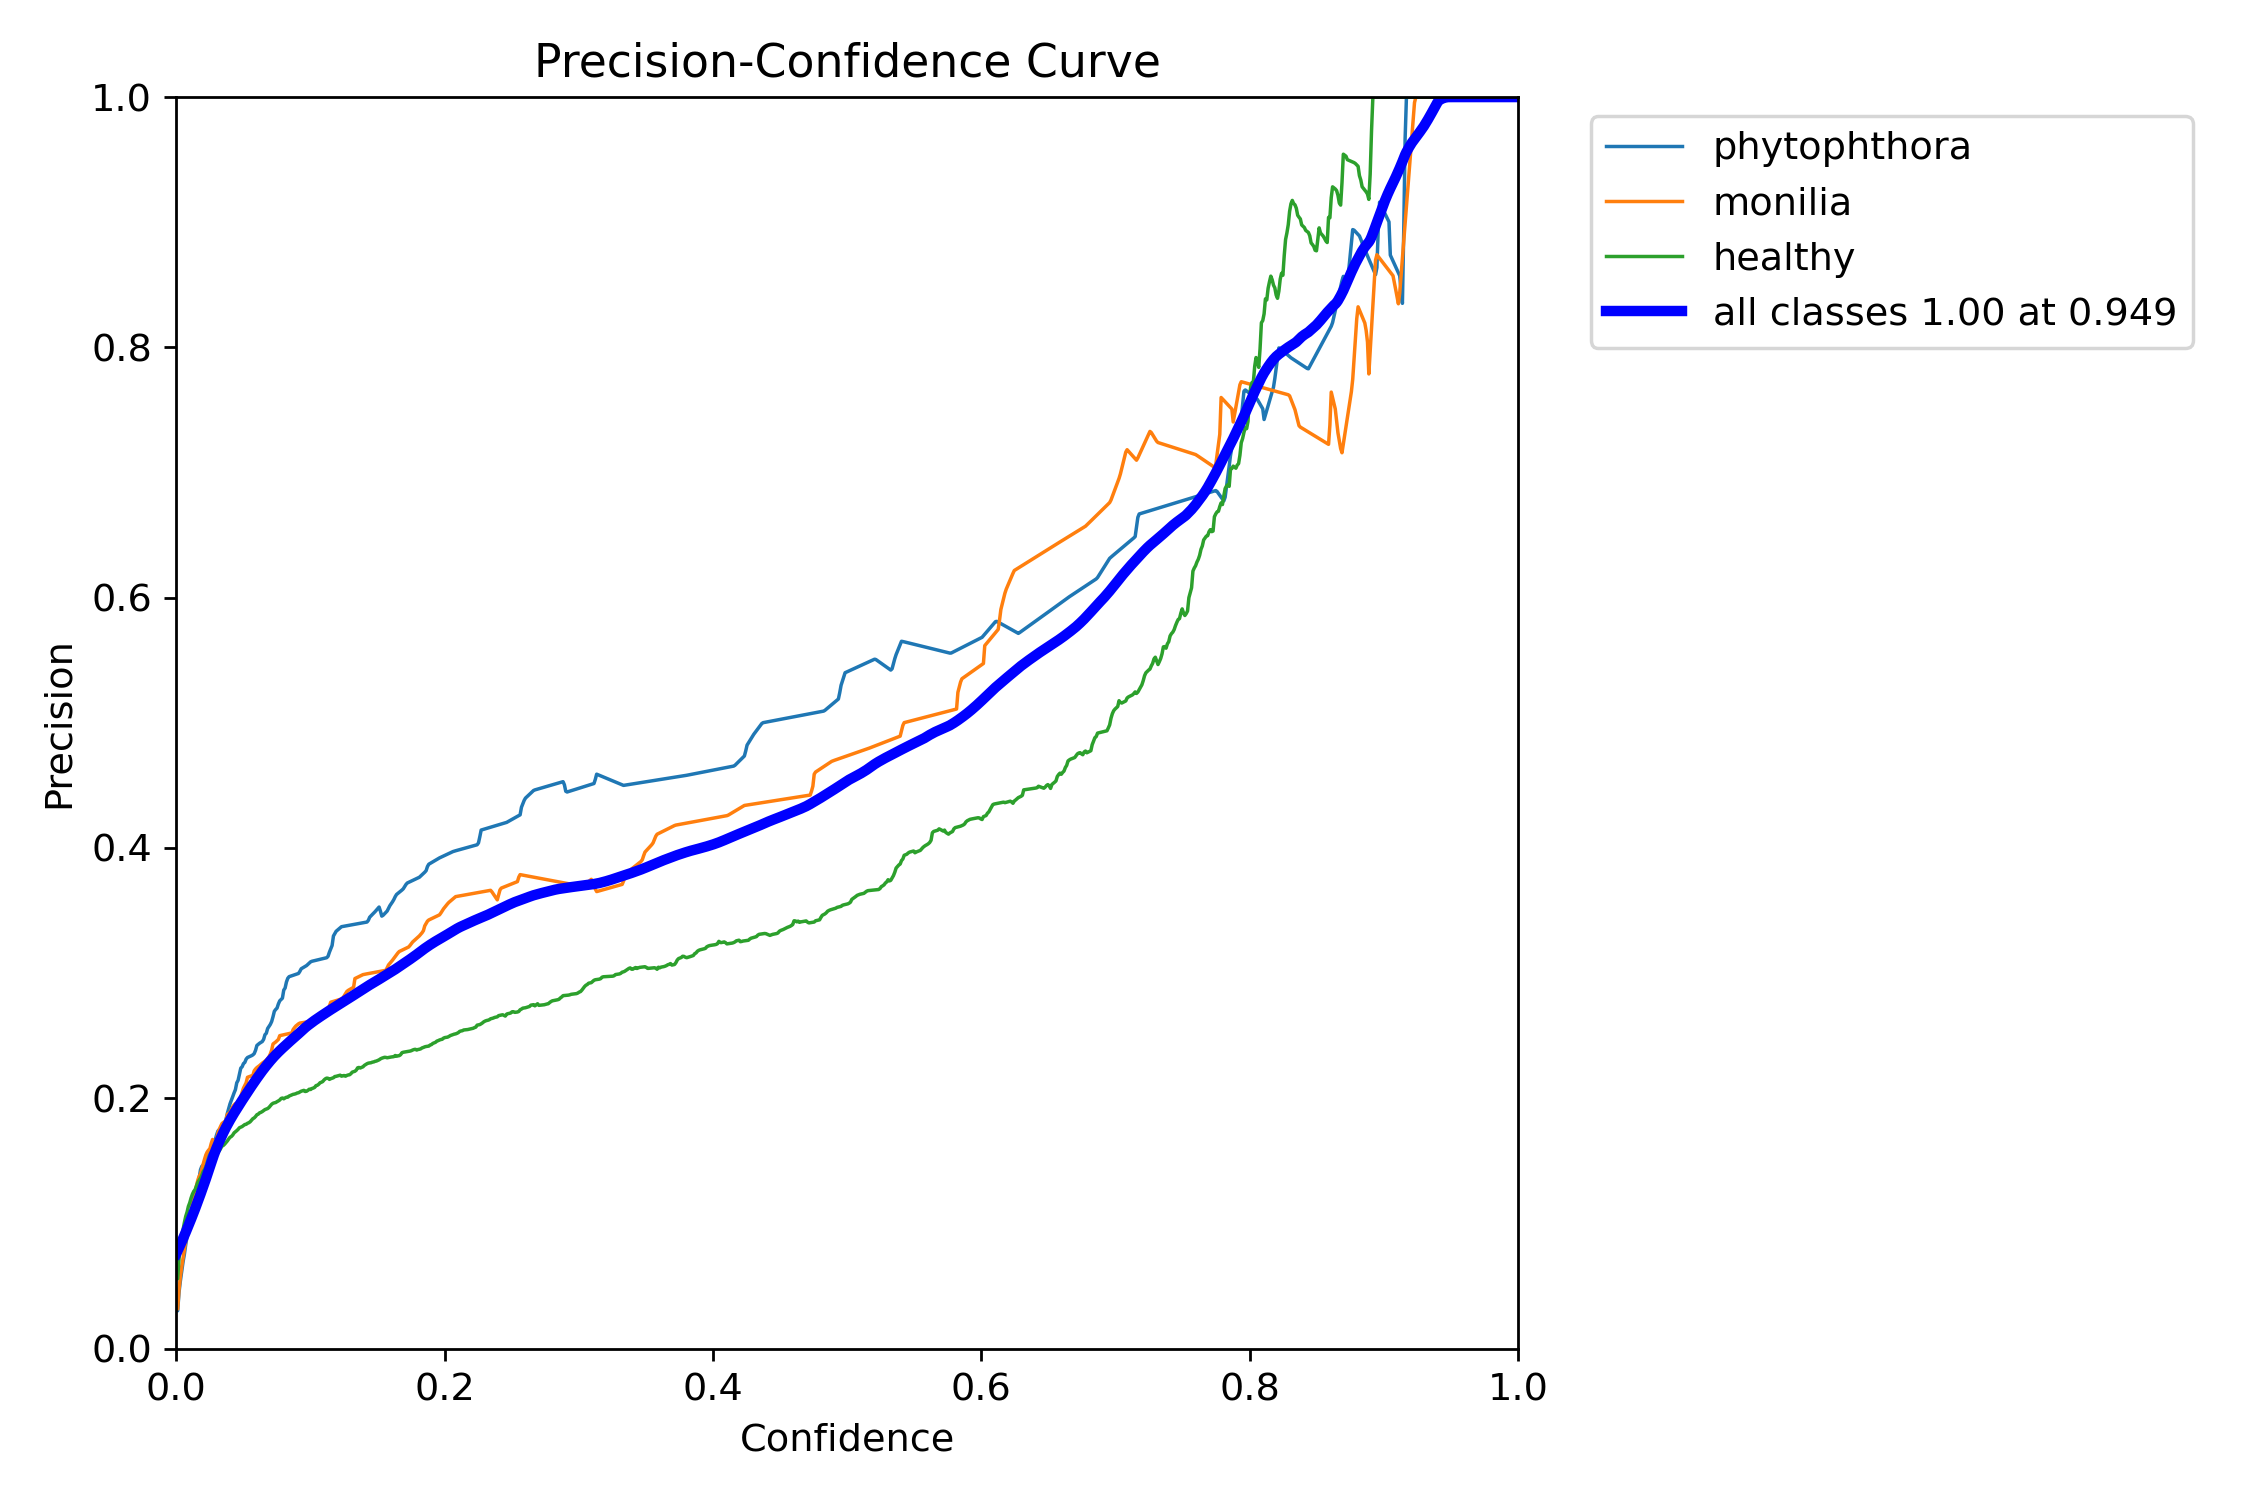 Precision-Confidence Curve
1.0
0.8
0.6
0.4
0.2
0.0
Precision
0.0 0.2 0.4 0.6 0.8 1.0
Confidence
phytophthora
monilia
healthy
all classes 1.00 at 0.949